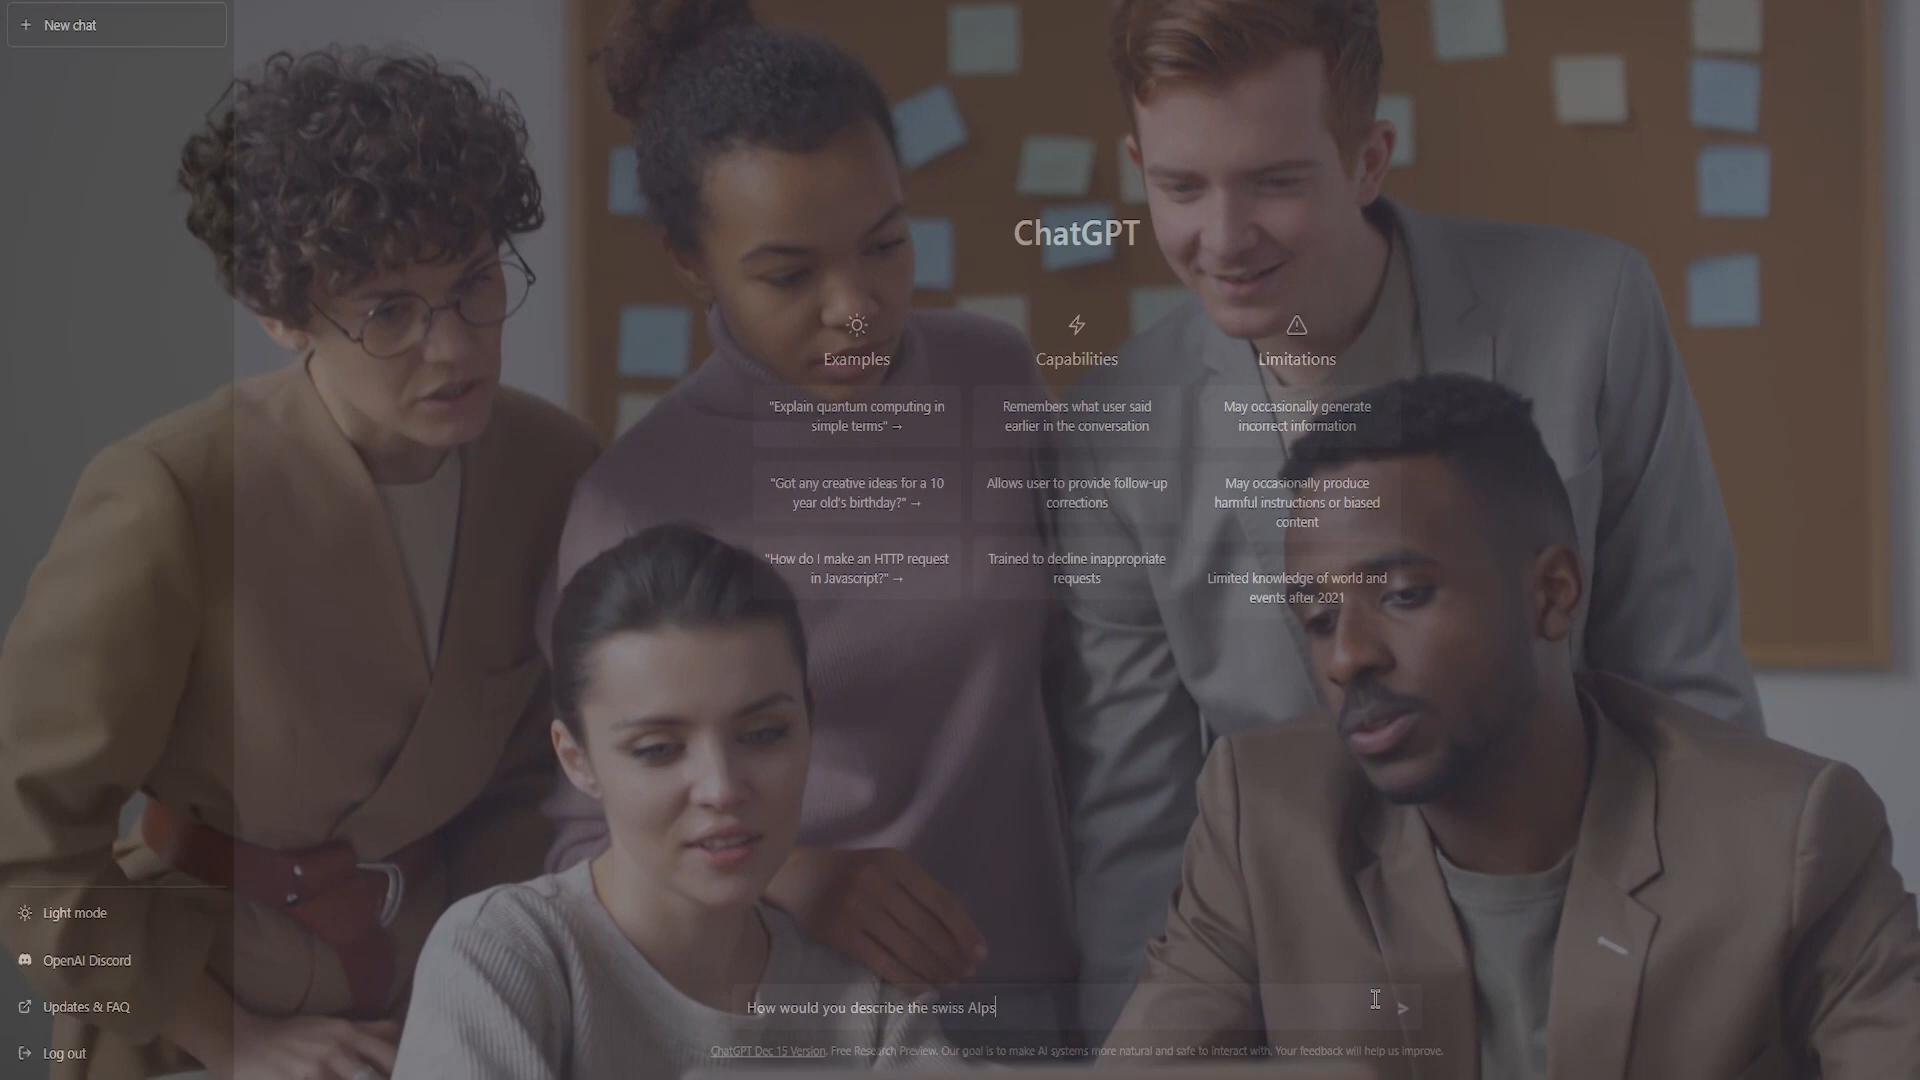 New chat
ChatGPT
Examples
"Explain quantum computing in
simple terms" →
"Got any creative ideas for a 10
year old's birthday?" →
"How do I make an HTTP request
in Javascript?" →
Capabilities
Remembers what user said
earlier in the conversation
Allows user to provide follow-up
corrections
Trained to decline inappropriate
requests
Limitations
May occasionally generate
incorrect information
May occasionally produce
harmful instructions or biased
content
Limited knowledge of world and
events after 2021
Light mode
OpenAI Discord
Updates & FAQ
Log out
How would you describe the swiss Alps
ChatGPT Dec 15 Version. Free Research Preview. Our goal is to make AI systems more natural and safe to interact with. Your feedback will help us improve.